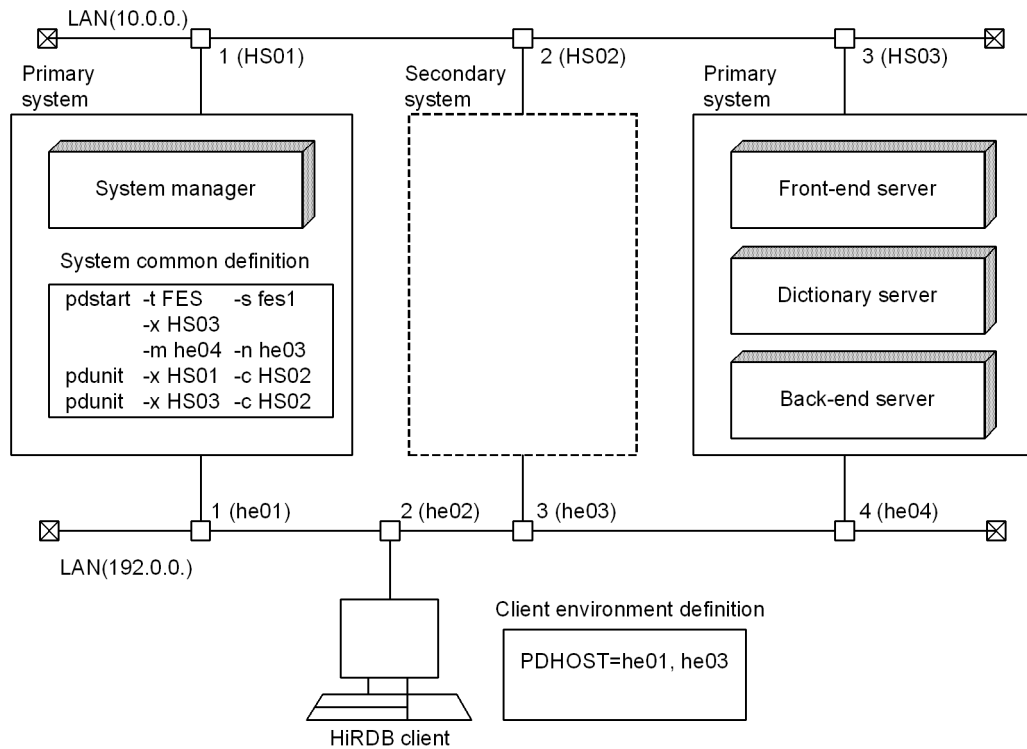 LAN(10.0.0.)
1 (HS01)
2 (HS02)
3 (HS03)
Primary
system
Secondary
system
Primary
system
System manager
System common definition
pdstart -t FES -s fes1
-x HS03
-m he04 -n he03
pdunit -x HS01 -c HS02
pdunit -x HS03 -c HS02
Front-end server
Dictionary server
Back-end server
1 (he01)
2 (he02)
3 (he03)
4 (he04)
LAN(192.0.0.)
Client environment definition
PDHOST=he01, he03
HiRDB client